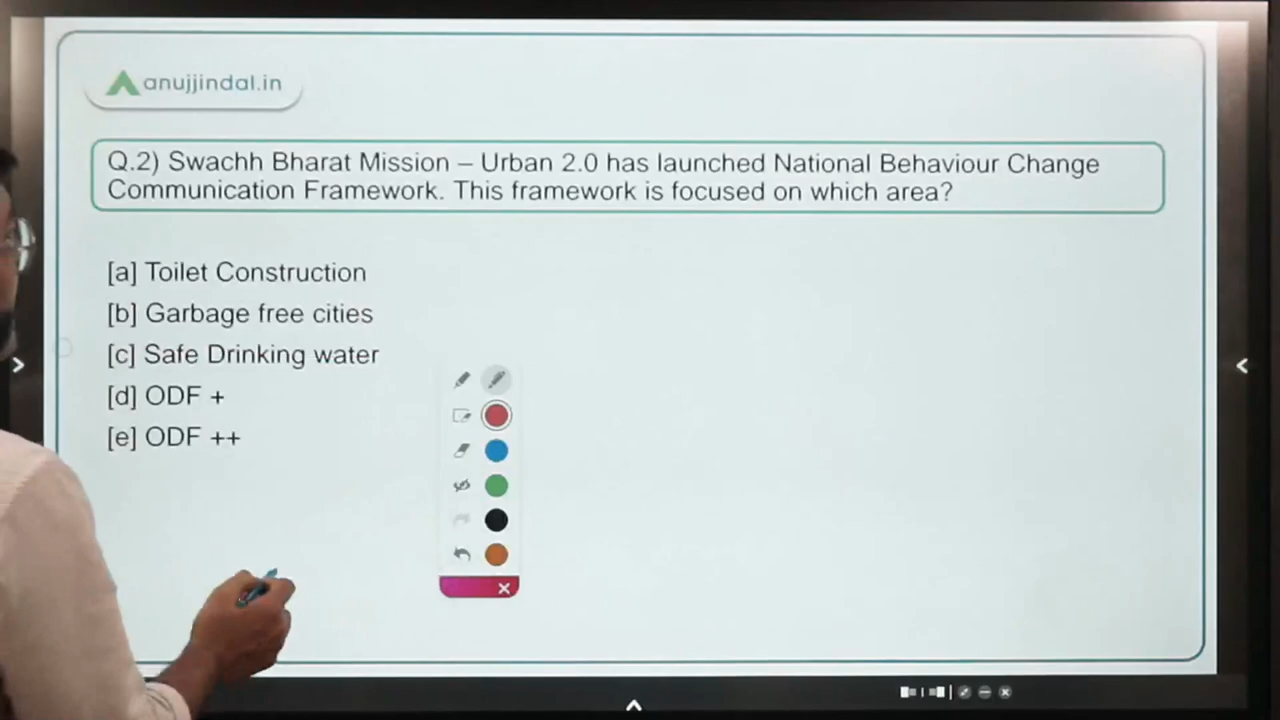 anujjindal.in
Q.2) Swachh Bharat Mission – Urban 2.0 has launched National Behaviour Change
Communication Framework. This framework is focused on which area?
[a] Toilet Construction
[b] Garbage free cities
[c] Safe Drinking water
[d] ODF +
[e] ODF ++